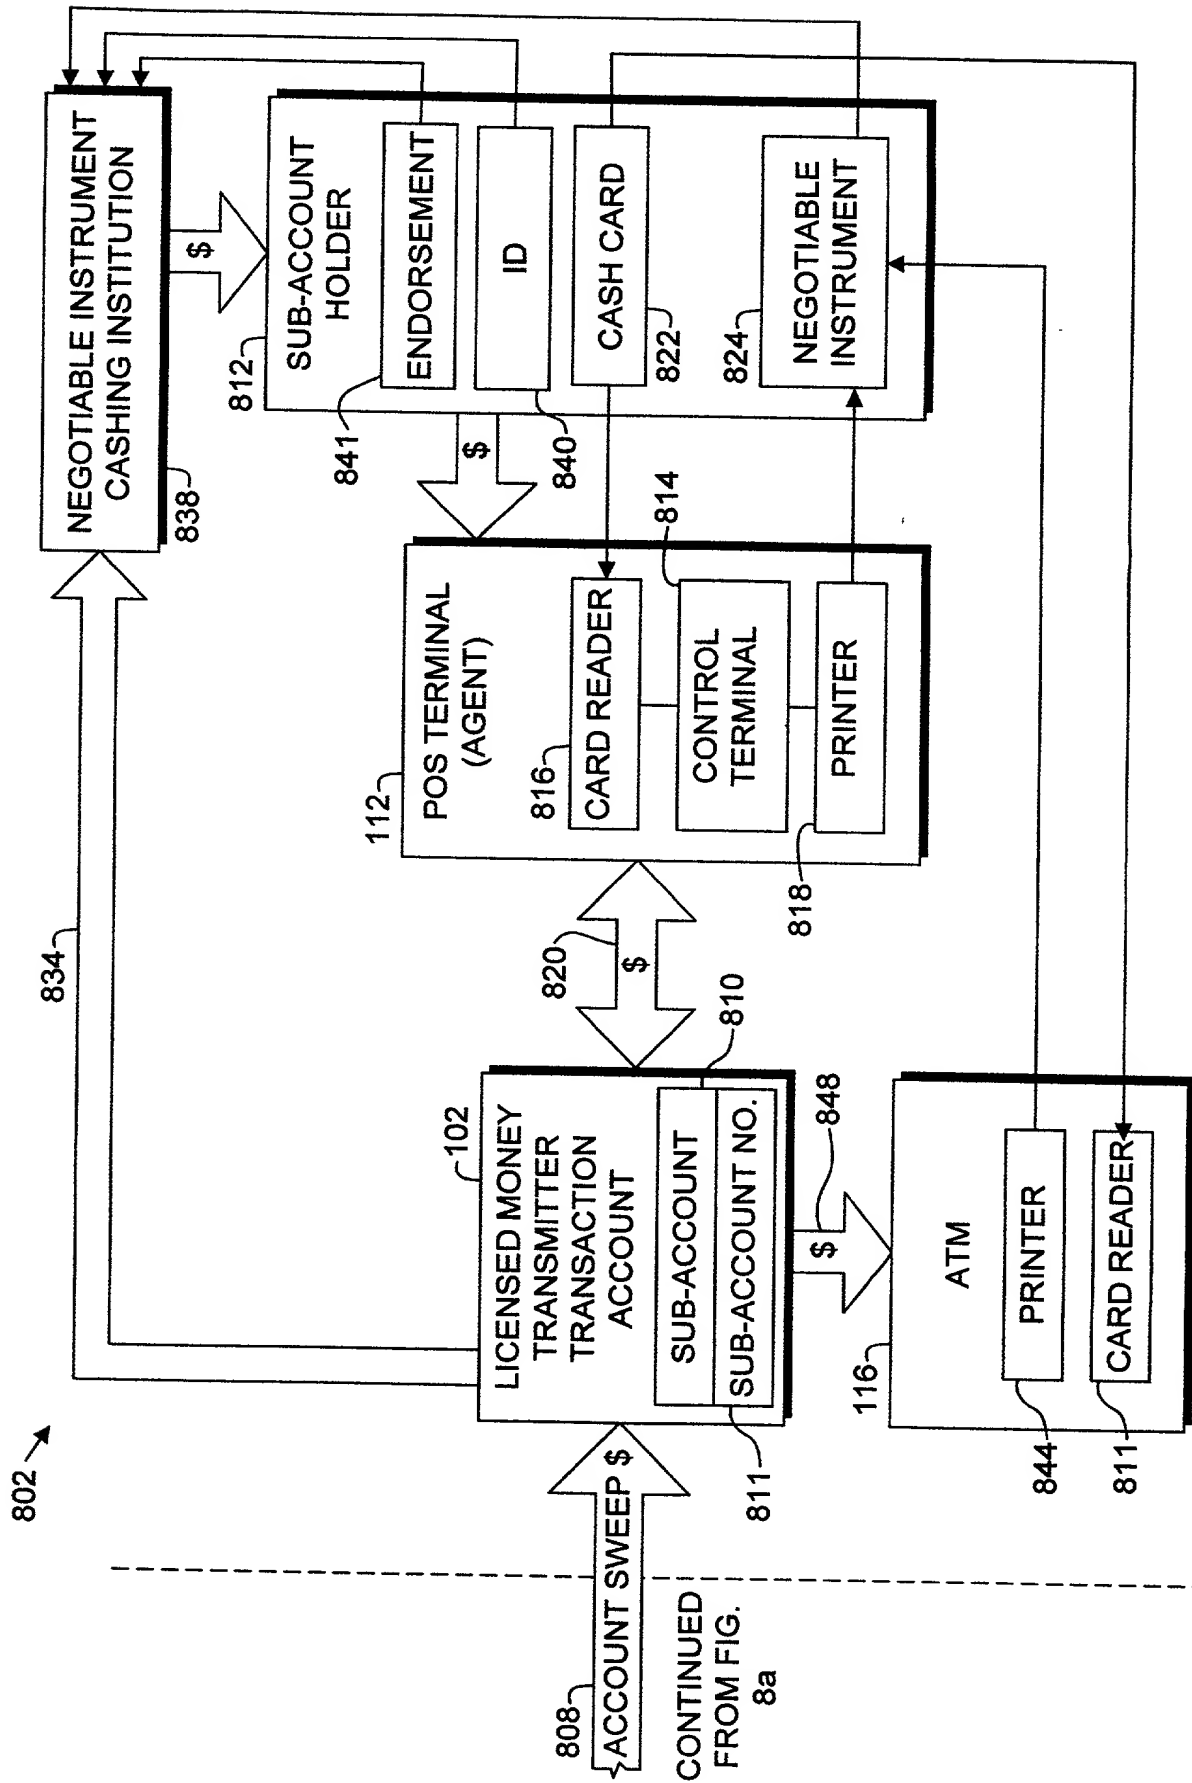 802
834
NEGOTIABLE INSTRUMENT
CASHING INSTITUTION
838
$
808
ACCOUNT SWEEP $
CONTINUED
FROM FIG.
8a
102
LICENSED MONEY
TRANSMITTER
TRANSACTION
ACCOUNT
SUB-ACCOUNT
SUB-ACCOUNT NO.
810
811
820
$
112
POS TERMINAL
(AGENT)
816
CARD READER
814
CONTROL
TERMINAL
818
PRINTER
$
812
SUB-ACCOUNT
HOLDER
841
ENDORSEMENT
ID
840
CASH CARD
822
824
NEGOTIABLE
INSTRUMENT
$
848
116
ATM
PRINTER
844
CARD READER
811